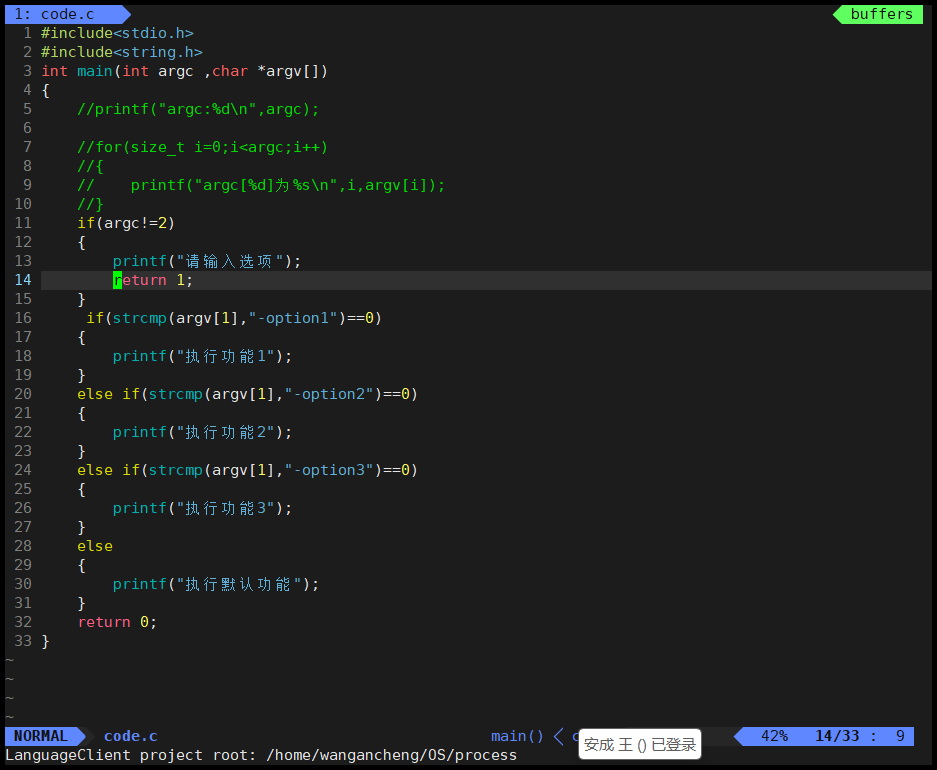 1: code.c buffers
1 #include<stdio.h>
2 #include<string.h>
3 int main(int argc ,char *argv[])
4 {
5     //printf("argc:%d\n",argc);
6
7     //for(size_t i=0;i<argc;i++)
8     //{
9     //    printf("argc[%d]为%s\n",i,argv[i]);
10     //}
11     if(argc!=2)
12     {
13         printf("请输入选项");
14         return 1;
15     }
16      if(strcmp(argv[1],"-option1")==0)
17     {
18         printf("执行功能1");
19     }
20     else if(strcmp(argv[1],"-option2")==0)
21     {
22         printf("执行功能2");
23     }
24     else if(strcmp(argv[1],"-option3")==0)
25     {
26         printf("执行功能3");
27     }
28     else
29     {
30         printf("执行默认功能");
31     }
32     return 0;
33 }
~
~
~
~
NORMAL code.c main() < c 42% 14/33 : 9
安成 王 () 已登录
LanguageClient project root: /home/wangancheng/OS/process